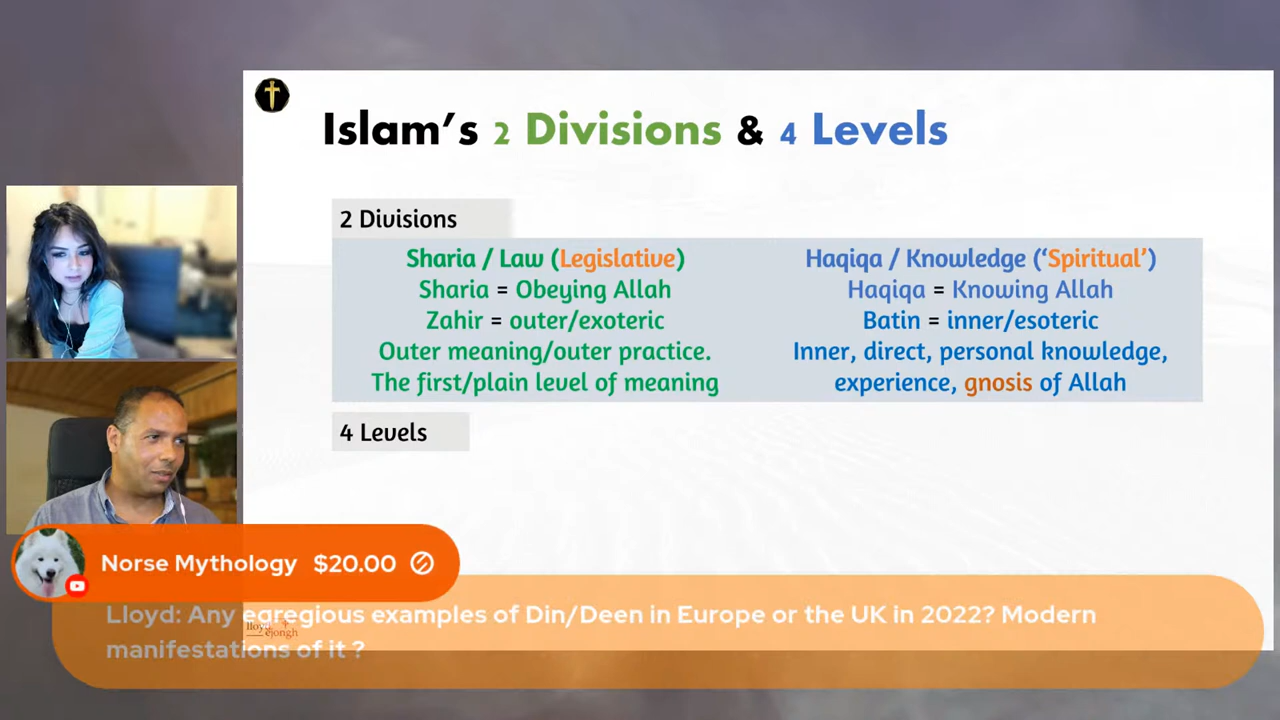 Islam's 2 Divisions & 4 Levels
2 Divisions
Sharia / Law (Legislative)
Sharia = Obeying Allah
Zahir = outer/exoteric
Outer meaning/outer practice.
The first/plain level of meaning
Haqiqa / Knowledge ('Spiritual')
Haqiqa = Knowing Allah
Batin = inner/esoteric
Inner, direct, personal knowledge,
experience, gnosis of Allah
4 Levels
Norse Mythology $20.00
Lloyd: Any egregious examples of Din/Deen in Europe or the UK in 2022? Modern
manifestations of it ?